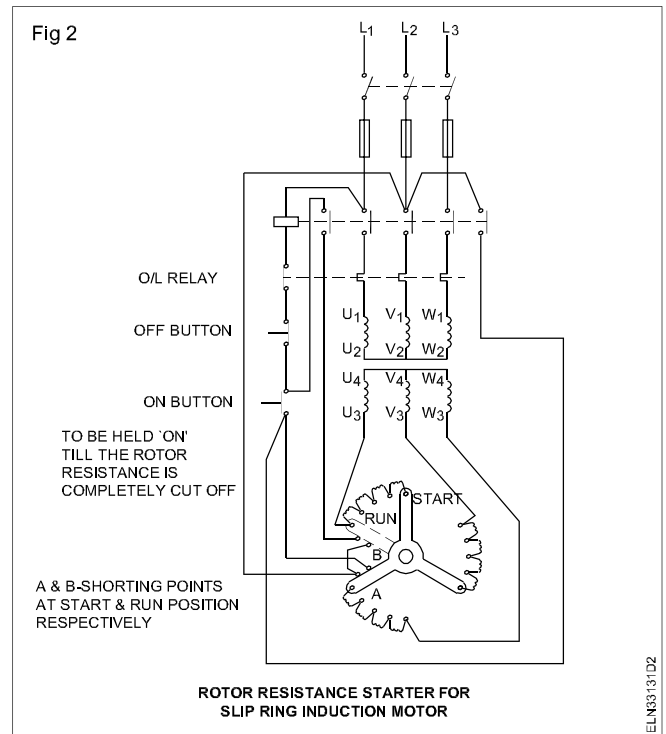 Fig 2
L1 L2 L3
O/L RELAY
OFF BUTTON
ON BUTTON
TO BE HELD `ON'
TILL THE ROTOR
RESISTANCE IS
COMPLETELY CUT OFF
U1 V1 W1
U2 V2 W2
U4 V4 W4
U3 V3 W3
START
RUN
B
A
A & B-SHORTING POINTS
AT START & RUN POSITION
RESPECTIVELY
ROTOR RESISTANCE STARTER FOR
SLIP RING INDUCTION MOTOR
ELN33131D2